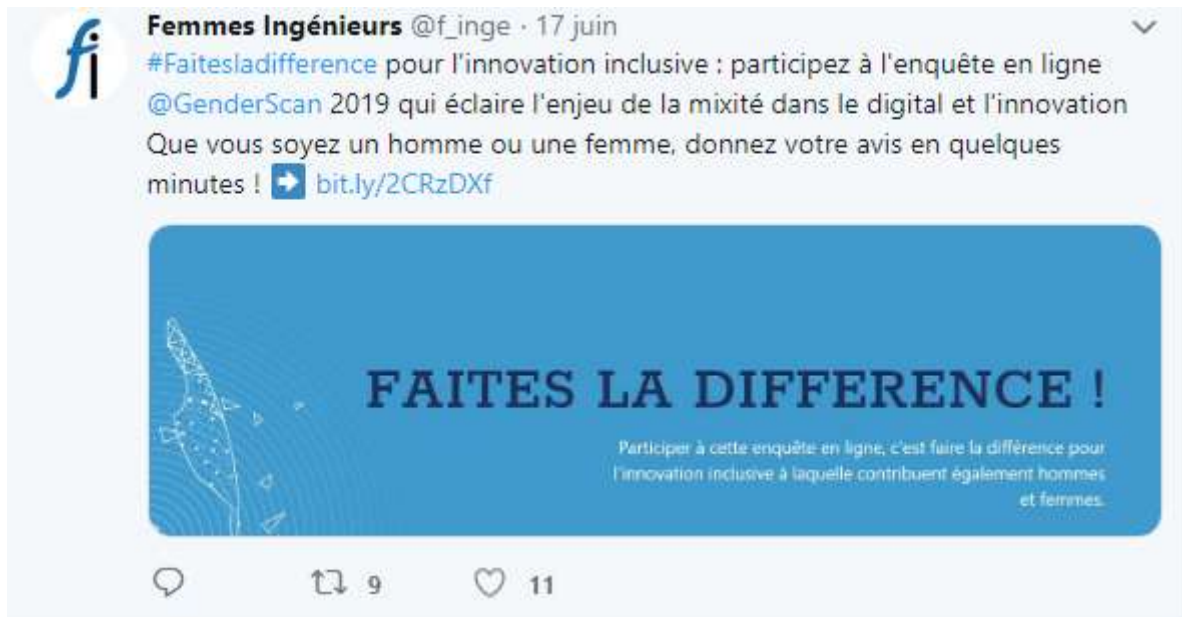 fi
Femmes Ingénieurs @f_inge · 17 juin
#Faitesladifference pour l'innovation inclusive : participez à l'enquête en ligne
@GenderScan 2019 qui éclaire l'enjeu de la mixité dans le digital et l'innovation
Que vous soyez un homme ou une femme, donnez votre avis en quelques
minutes ! ➡ bit.ly/2CRzDXf
FAITES LA DIFFERENCE !
Participer à cette enquête en ligne, c'est faire la différence pour
l'innovation inclusive à laquelle contribuent également hommes
et femmes.
9 11